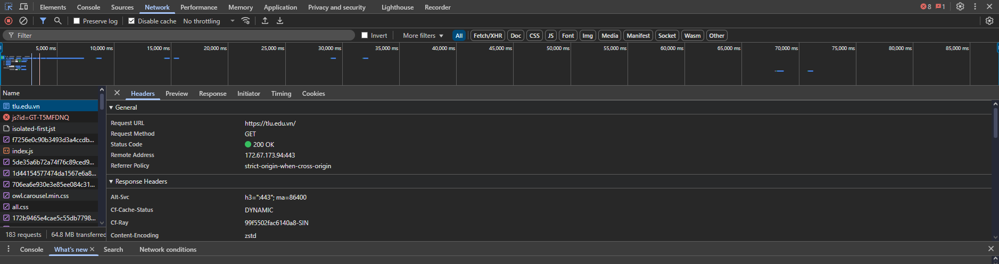 Elements Console Sources Network Performance Memory Application Privacy and security Lighthouse Recorder 8 1
Preserve log Disable cache No throttling
Filter Invert More filters All Fetch/XHR Doc CSS JS Font Img Media Manifest Socket Wasm Other
5,000 ms 10,000 ms 15,000 ms 20,000 ms 25,000 ms 30,000 ms 35,000 ms 40,000 ms 45,000 ms 50,000 ms 55,000 ms 60,000 ms 65,000 ms 70,000 ms 75,000 ms 80,000 ms 85,000 ms
Name
tlu.edu.vn
js?id=GT-T5MFDNQ
isolated-first.jst
f7256e0c90b3493d3a4ccdb...
index.js
5de35a6b72a74f76c89ced9...
1d44154577474da1567e6a8...
706ea6e930e3e85ee084c31...
owl.carousel.min.css
all.css
172b9465e4cae5c55db7798...
183 requests 64.8 MB transferred
Headers Preview Response Initiator Timing Cookies
General
Request URL https://tlu.edu.vn/
Request Method GET
Status Code 200 OK
Remote Address 172.67.173.94:443
Referrer Policy strict-origin-when-cross-origin
Response Headers
Alt-Svc h3=":443"; ma=86400
Cf-Cache-Status DYNAMIC
Cf-Ray 99f5502fac6140a8-SIN
Content-Encoding zstd
Console What's new Search Network conditions